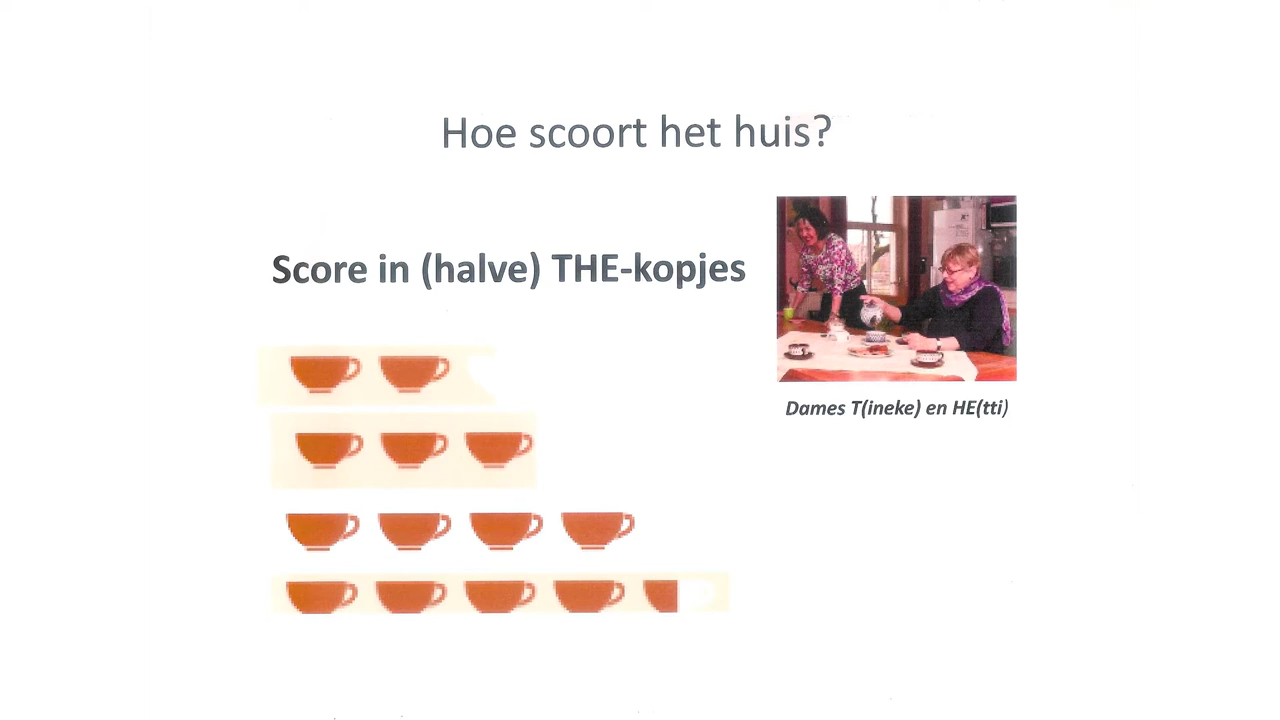 Hoe scoort het huis?
Score in (halve) THE-kopjes
Dames T(ineke) en HE(tti)